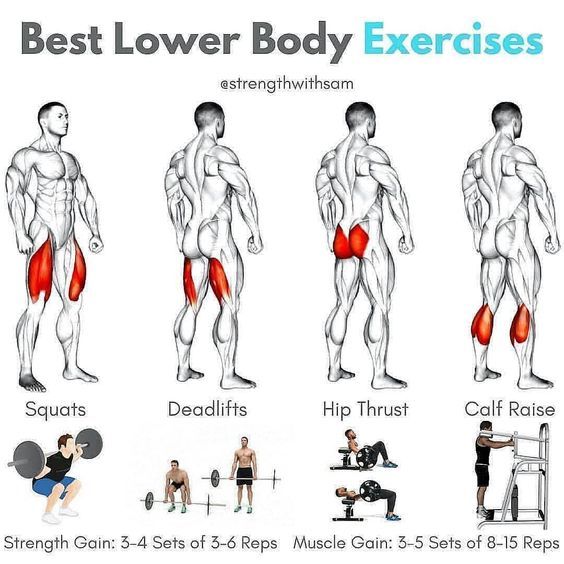 Best Lower Body Exercises
@strengthwithsam
Squats Deadlifts Hip Thrust Calf Raise
Strength Gain: 3-4 Sets of 3-6 Reps Muscle Gain: 3-5 Sets of 8-15 Reps